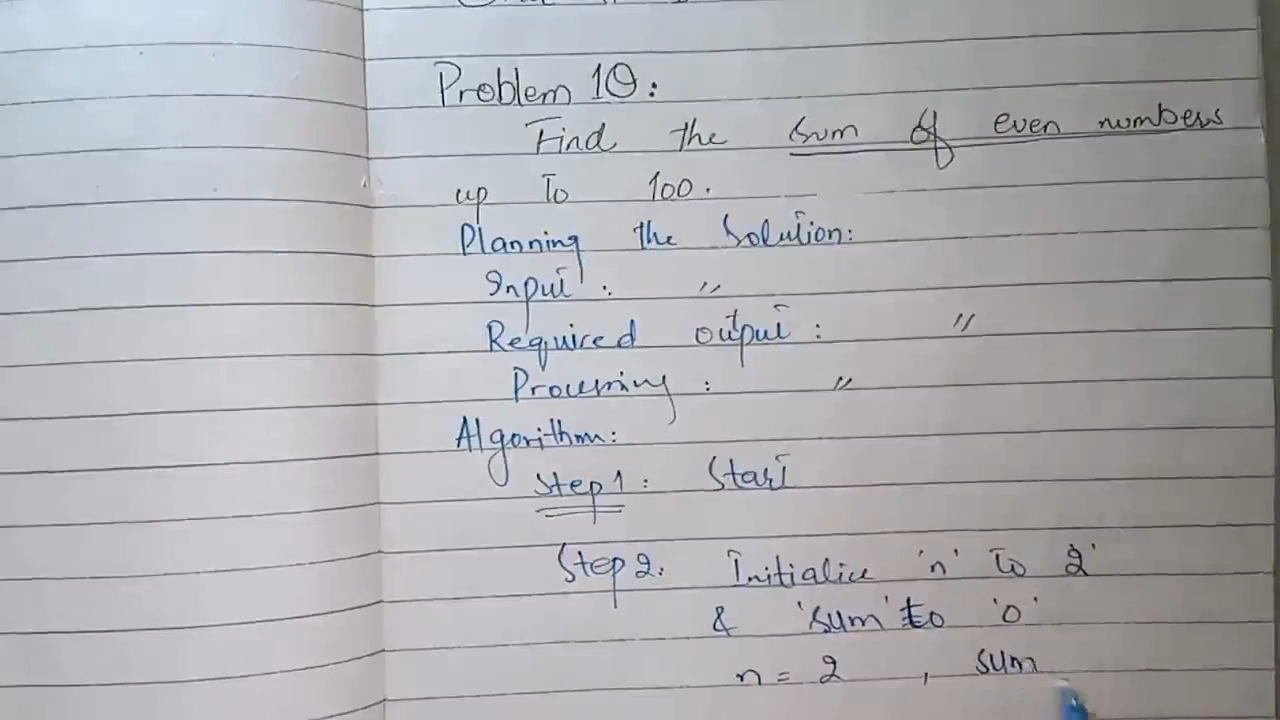 Problem 10:
Find the sum of even numbers
up to 100.
Planning the Solution:
Input : "
Required output : "
Processing : "
Algorithm:
Step 1 : Start
Step 2: Initialize 'n' to 2'
& 'sum' to '0'
n = 2 , sum